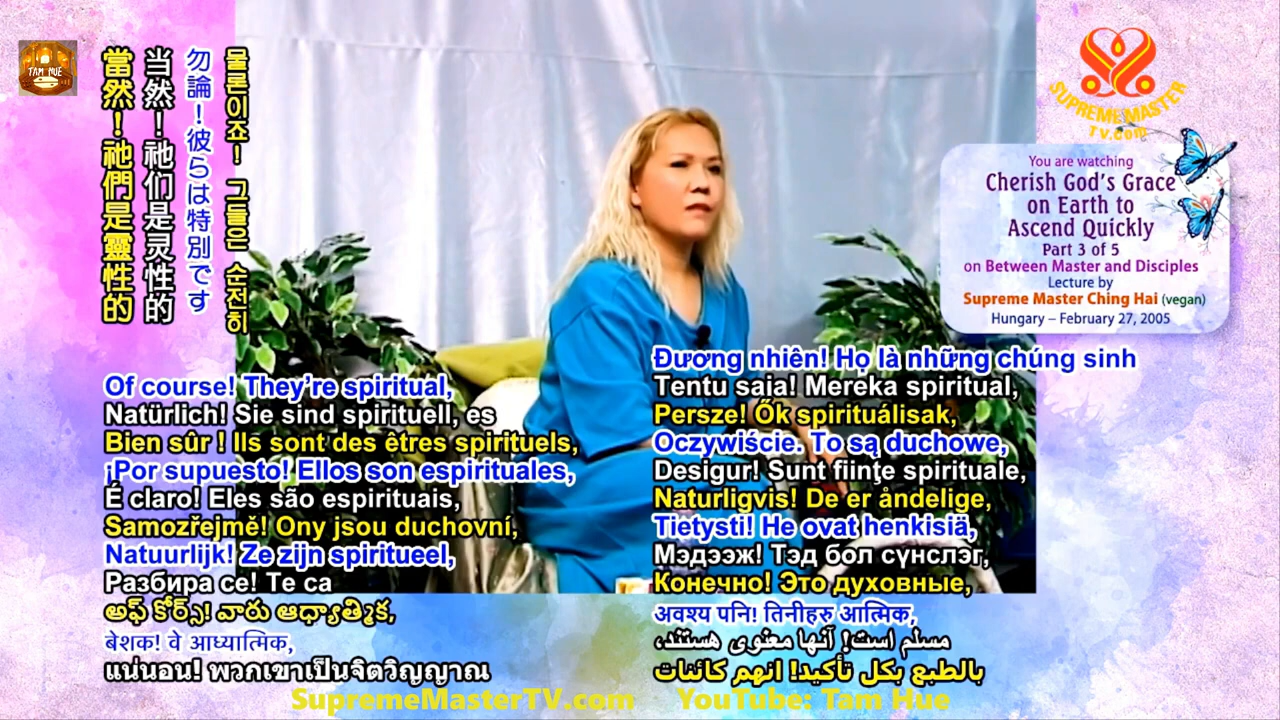 TAM HUE
當然！祂們是靈性的
当然！祂们是灵性的
勿論！彼らは特別です
물론이죠! 그들은 순전히
SUPREME MASTER
TV.com
You are watching
Cherish God's Grace
on Earth to
Ascend Quickly
Part 3 of 5
on Between Master and Disciples
Lecture by
Supreme Master Ching Hai (vegan)
Hungary – February 27, 2005
Of course! They're spiritual,
Natürlich! Sie sind spirituell, es
Bien sûr ! Ils sont des êtres spirituels,
¡Por supuesto! Ellos son espirituales,
É claro! Eles são espirituais,
Samozřejmě! Ony jsou duchovní,
Natuurlijk! Ze zijn spiritueel,
Разбира се! Те са
అఫ్ కోర్స్! వారు ఆధ్యాత్మిక,
बेशक! वे आध्यात्मिक,
แน่นอน! พวกเขาเป็นจิตวิญญาณ
Đương nhiên! Họ là những chúng sinh
Tentu saja! Mereka spiritual,
Persze! Ők spirituálisak,
Oczywiście. To są duchowe,
Desigur! Sunt fiinţe spirituale,
Naturligvis! De er åndelige,
Tietysti! He ovat henkisiä,
Мэдээж! Тэд бол сүнслэг,
Конечно! Это духовные,
अवश्य पनि! तिनीहरु आत्मिक,
مسلم است! آنها معنوی هستند،
بالطبع بكل تأكيد! انهم كائنات
SupremeMasterTV.com YouTube: Tam Hue